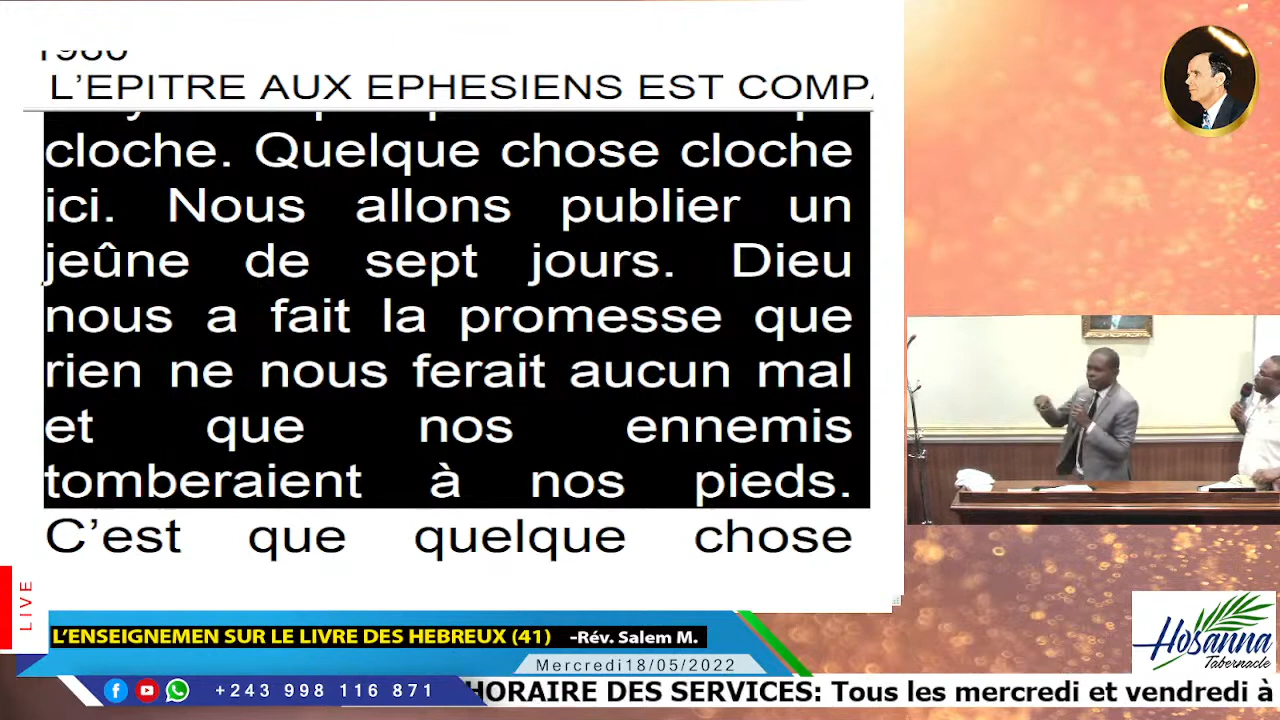 L'EPITRE AUX EPHESIENS EST COMPA
cloche. Quelque chose cloche
ici. Nous allons publier un
jeûne de sept jours. Dieu
nous a fait la promesse que
rien ne nous ferait aucun mal
et que nos ennemis
tomberaient à nos pieds.
C'est que quelque chose
LIVE
L'ENSEIGNEMEN SUR LE LIVRE DES HEBREUX (41) -Rév. Salem M.
Mercredi18/05/2022
+243 998 116 871
HORAIRE DES SERVICES: Tous les mercredi et vendredi à
Hosanna
Tabernacle